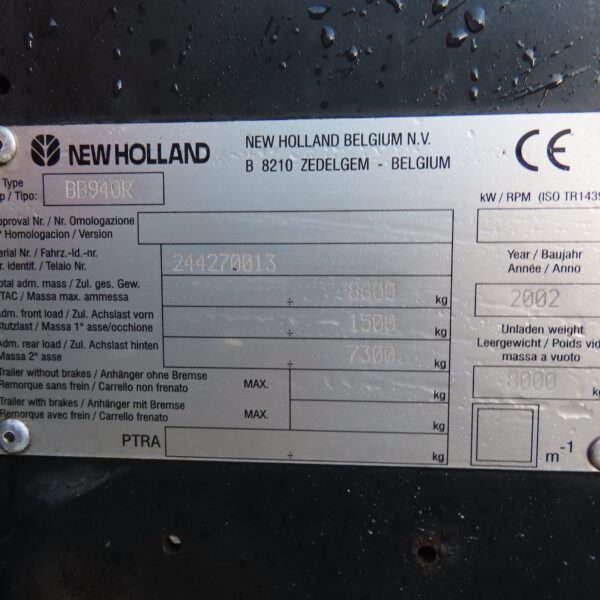 NEW HOLLAND
NEW HOLLAND BELGIUM N.V.
B 8210 ZEDELGEM - BELGIUM
CE
Type
p / Tipo:
BB940R
kW / RPM (ISO TR1439
pproval Nr. / Nr. Omologazione
° Homologacion / Version
erial Nr. / Fahrz.-Id.-nr.
r. identif. / Telaio Nr.
244270013
Year / Baujahr
Année / Anno
2002
otal adm. mass / Zul. ges. Gew.
TAC / Massa max. ammessa
÷ 8600 kg
Adm. front load / Zul. Achslast vorn
Stutzlast / Massa 1° asse/occhione
÷ 1500 kg
Adm. rear load / Zul. Achslast hinten
Massa 2° asse
÷ 7300 kg
Unladen weight
Leergewicht / Poids vid
massa a vuoto
8000 kg
Trailer without brakes / Anhänger ohne Bremse
Remorque sans frein / Carrello non frenato
MAX. kg
Trailer with brakes / Anhänger mit Bremse
Remorque avec frein / Carrello frenato
MAX. kg
PTRA ÷ kg
m-1